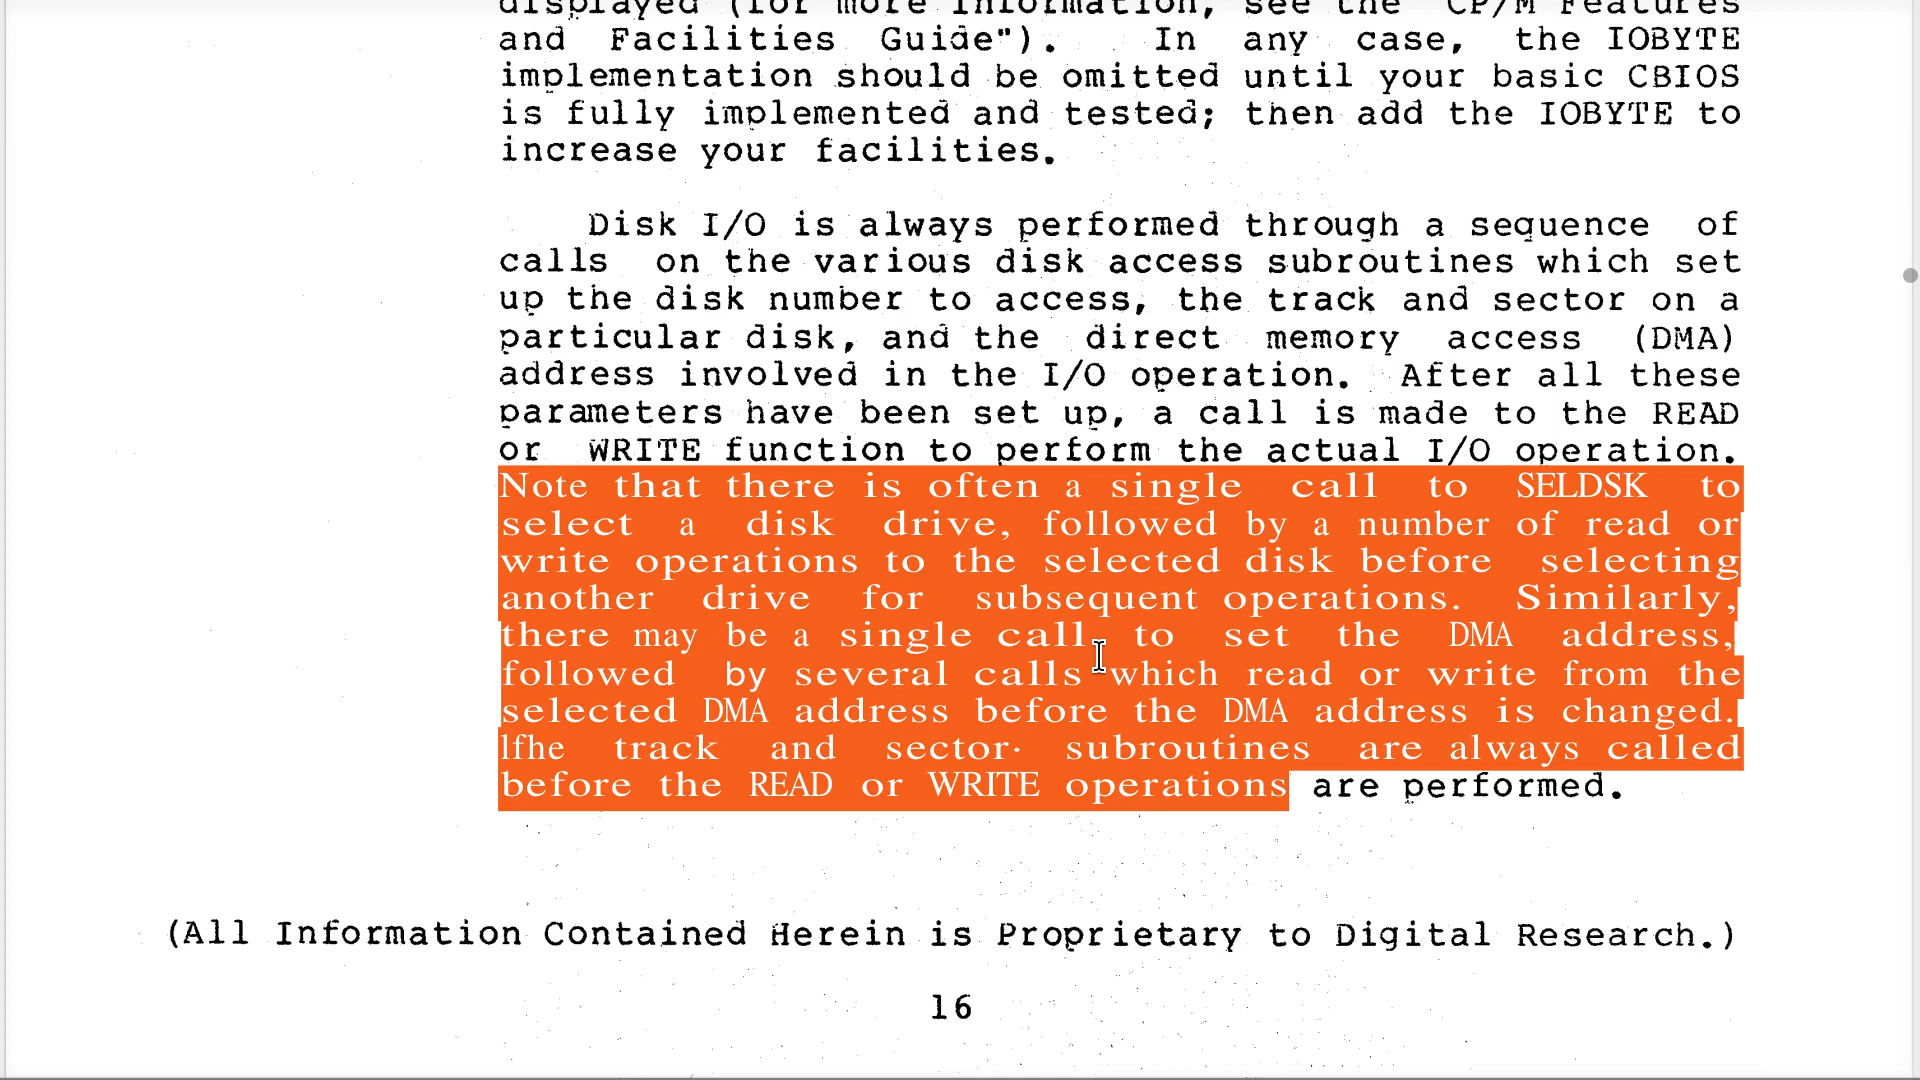 displayed (for more information, see the "CP/M Features
and Facilities Guide"). In any case, the IOBYTE
implementation should be omitted until your basic CBIOS
is fully implemented and tested; then add the IOBYTE to
increase your facilities.
Disk I/O is always performed through a sequence of
calls on the various disk access subroutines which set
up the disk number to access, the track and sector on a
particular disk, and the direct memory access (DMA)
address involved in the I/O operation. After all these
parameters have been set up, a call is made to the READ
or WRITE function to perform the actual I/O operation.
Note that there is often a single call to SELDSK to
select a disk drive, followed by a number of read or
write operations to the selected disk before selecting
another drive for subsequent operations. Similarly,
there may be a single call to set the DMA address,
followed by several calls which read or write from the
selected DMA address before the DMA address is changed.
lfhe track and sector· subroutines are always called
before the READ or WRITE operations are performed.
(All Information Contained Herein is Proprietary to Digital Research.)
16